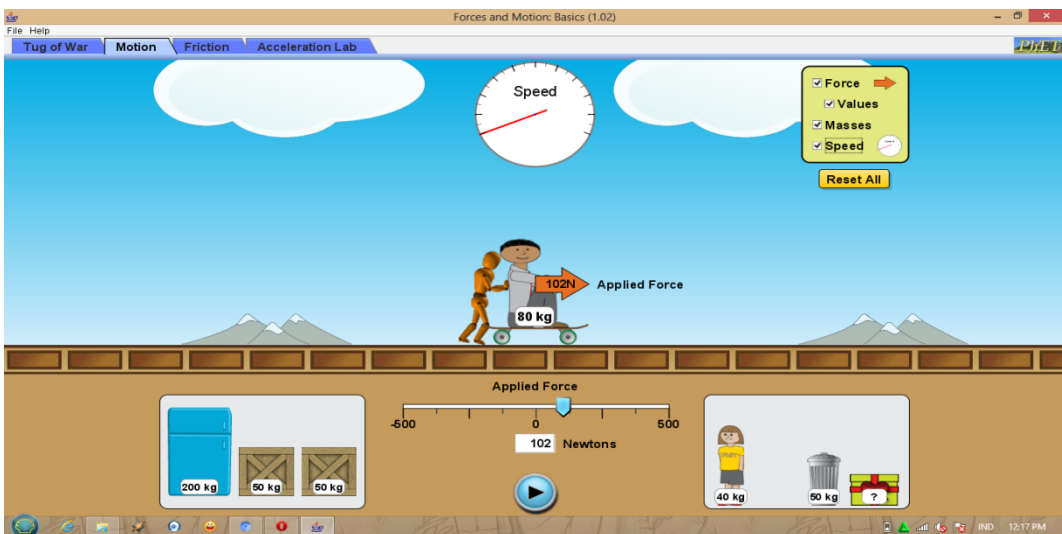 Forces and Motion: Basics (1.02)
File Help
Tug of War Motion Friction Acceleration Lab
PhET
Speed
Force
Values
Masses
Speed
Reset All
102N Applied Force
80 kg
Applied Force
-500 0 500
102 Newtons
200 kg 50 kg 50 kg
40 kg 50 kg ?
IND 12:17 PM